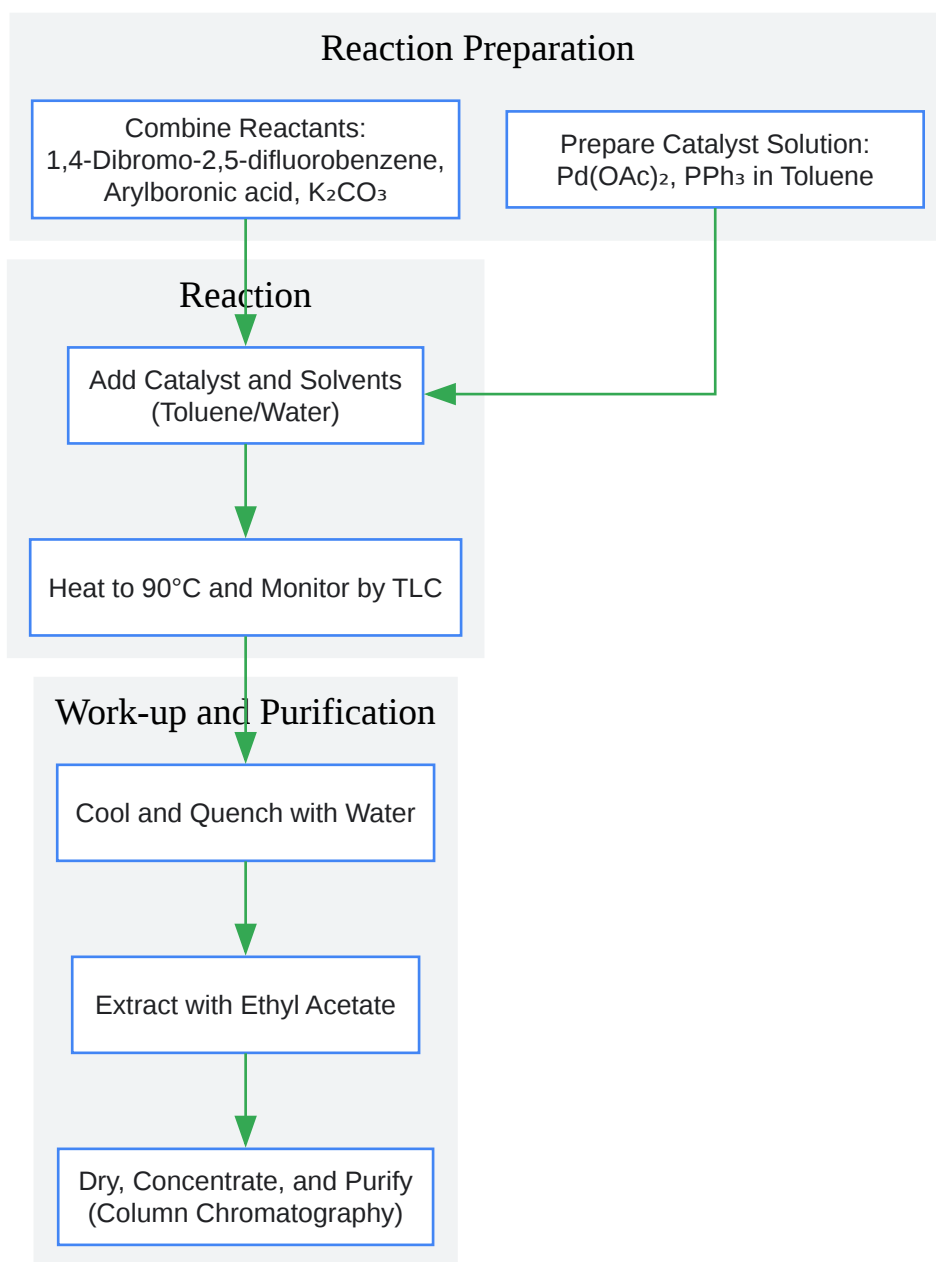 Reaction Preparation
Combine Reactants:
1,4-Dibromo-2,5-difluorobenzene,
Arylboronic acid, K₂CO₃
Prepare Catalyst Solution:
Pd(OAc)₂, PPh₃ in Toluene
Reaction
Add Catalyst and Solvents
(Toluene/Water)
Heat to 90°C and Monitor by TLC
Work-up and Purification
Cool and Quench with Water
Extract with Ethyl Acetate
Dry, Concentrate, and Purify
(Column Chromatography)